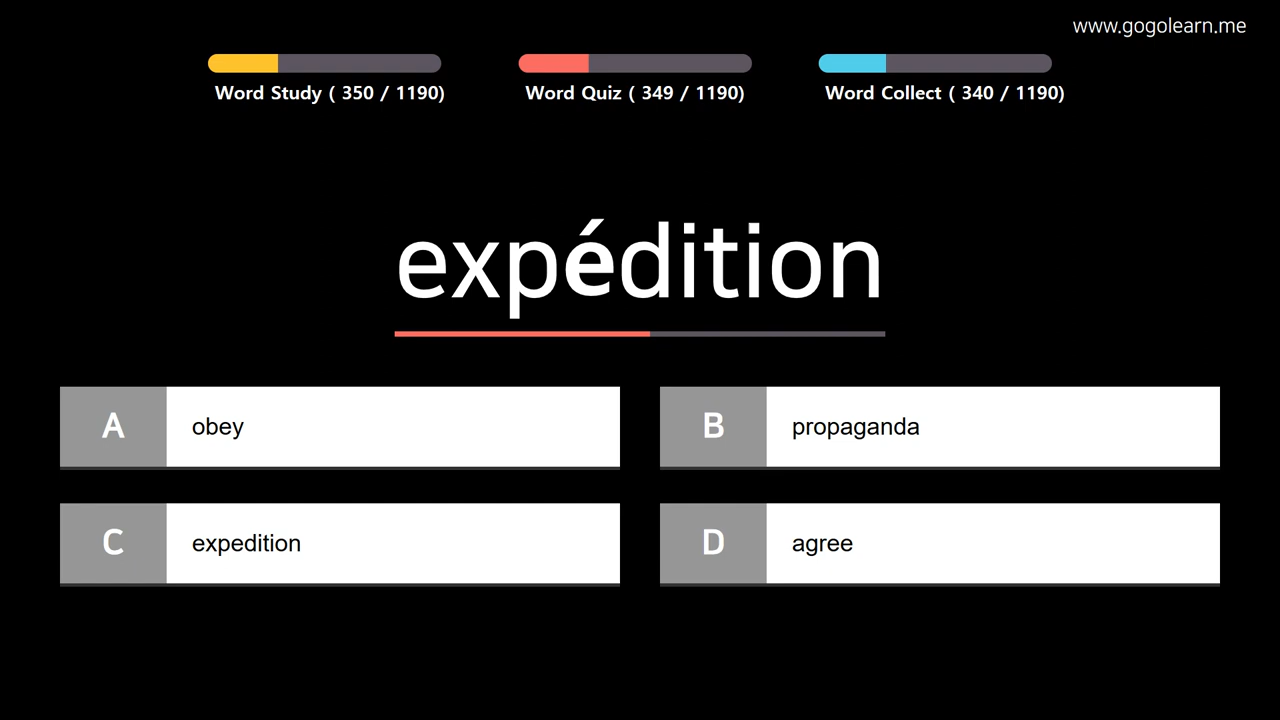 www.gogolearn.me
Word Study ( 350 / 1190)
Word Quiz ( 349 / 1190)
Word Collect ( 340 / 1190)
expédition
A obey
B propaganda
C expedition
D agree